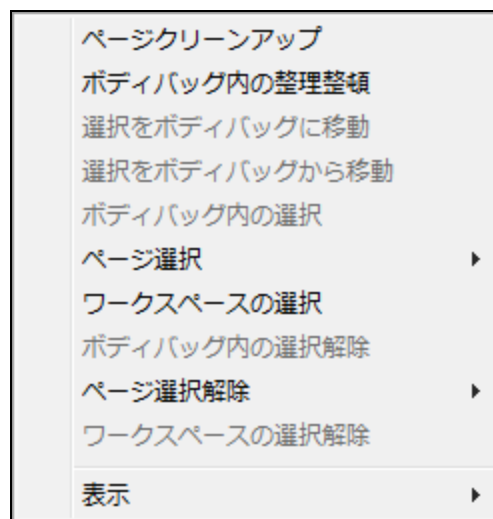 ページクリーンアップ
ボディバッグ内の整理整頓
選択をボディバッグに移動
選択をボディバッグから移動
ボディバッグ内の選択
ページ選択
ワークスペースの選択
ボディバッグ内の選択解除
ページ選択解除
ワークスペースの選択解除
表示